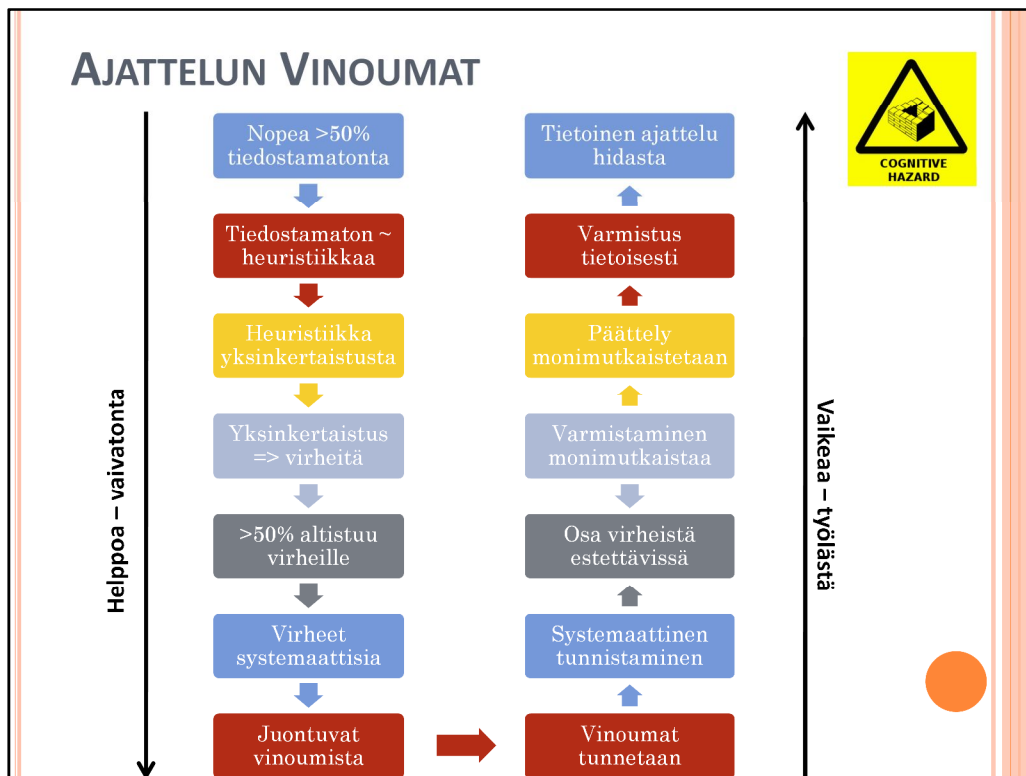 AJATTELUN VINOUMAT
COGNITIVE
HAZARD
Helppoa – vaivatonta
Nopea >50%
tiedostamatonta
Tiedostamaton ~
heuristiikkaa
Heuristiikka
yksinkertaistusta
Yksinkertaistus
=> virheitä
>50% altistuu
virheille
Virheet
systemaattisia
Juontuvat
vinoumista
Tietoinen ajattelu
hidasta
Varmistus
tietoisesti
Päättely
monimutkaistetaan
Varmistaminen
monimutkaistaa
Osa virheistä
estettävissä
Systemaattinen
tunnistaminen
Vinoumat
tunnetaan
Vaikeaa – työlästä